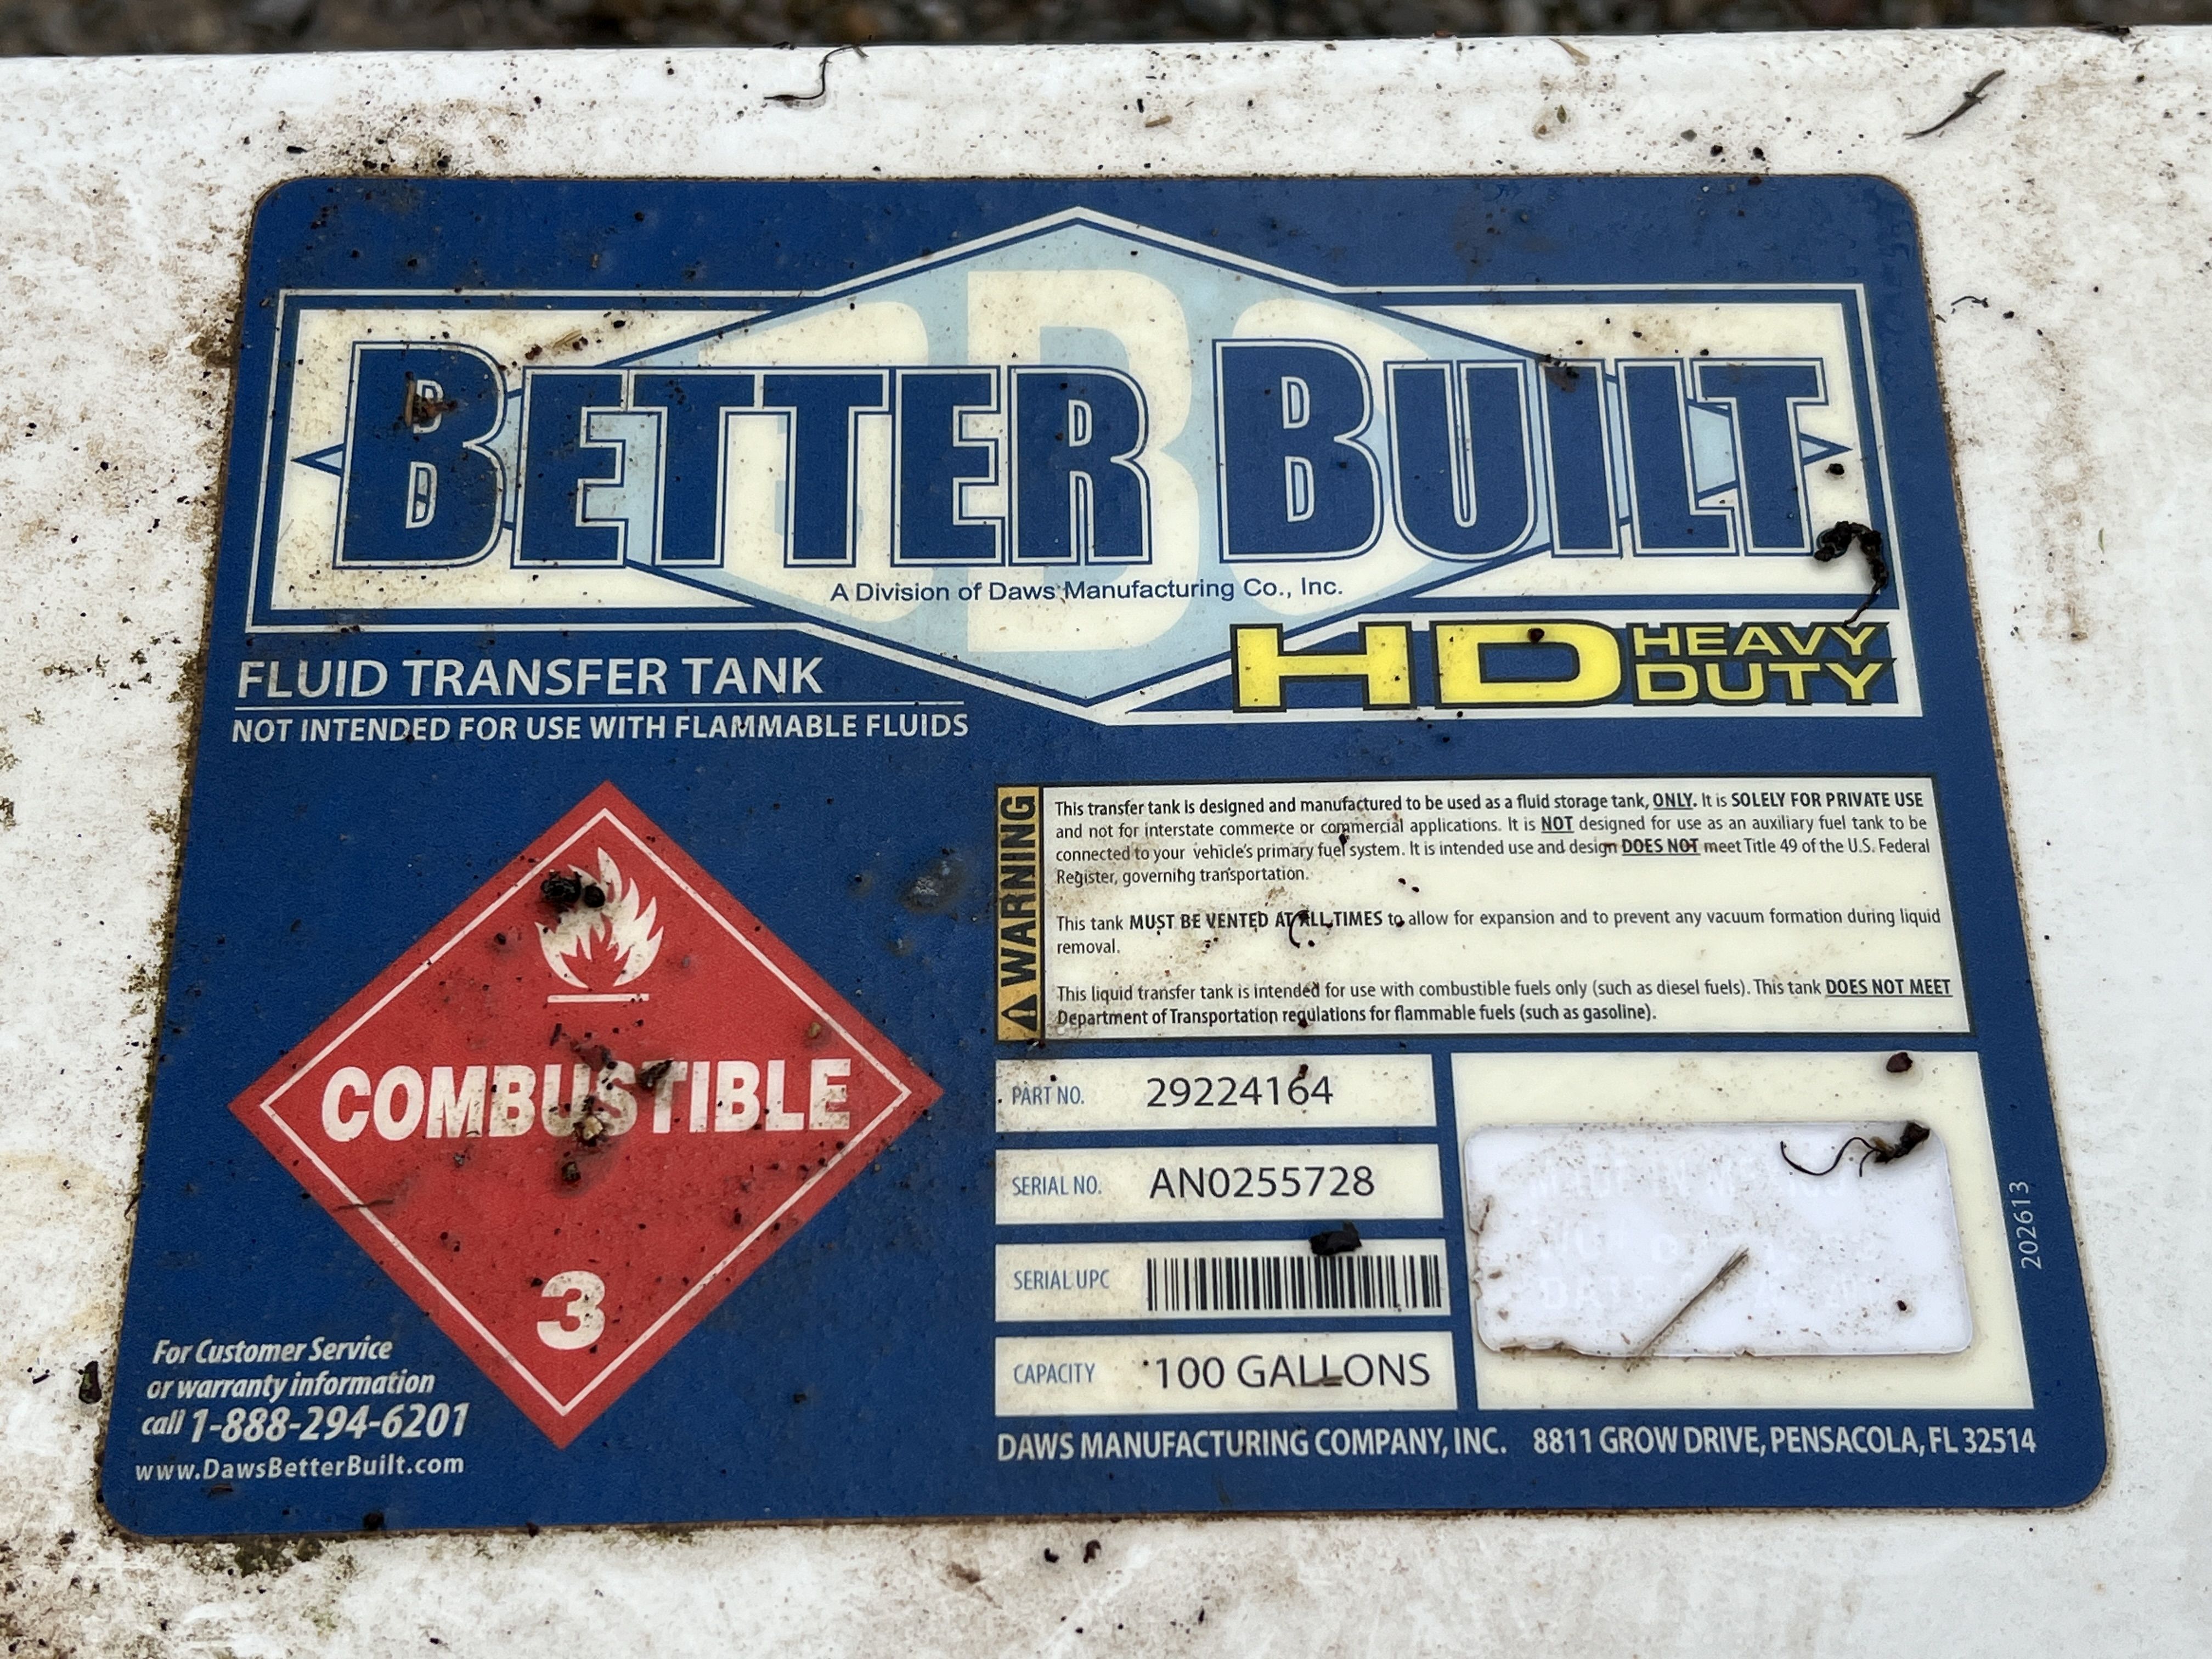 BETTER BUILT
A Division of Daws Manufacturing Co., Inc.
HD HEAVY DUTY
FLUID TRANSFER TANK
NOT INTENDED FOR USE WITH FLAMMABLE FLUIDS
WARNING
This transfer tank is designed and manufactured to be used as a fluid storage tank, ONLY. It is SOLELY FOR PRIVATE USE
and not for interstate commerce or commercial applications. It is NOT designed for use as an auxiliary fuel tank to be
connected to your vehicle's primary fuel system. It is intended use and design DOES NOT meet Title 49 of the U.S. Federal
Register, governing transportation.
This tank MUST BE VENTED AT ALL TIMES to allow for expansion and to prevent any vacuum formation during liquid
removal.
This liquid transfer tank is intended for use with combustible fuels only (such as diesel fuels). This tank DOES NOT MEET
Department of Transportation regulations for flammable fuels (such as gasoline).
COMBUSTIBLE
3
PART NO. 29224164
SERIAL NO. AN0255728
SERIAL UPC
CAPACITY 100 GALLONS
202613
For Customer Service
or warranty information
call 1-888-294-6201
www.DawsBetterBuilt.com
DAWS MANUFACTURING COMPANY, INC. 8811 GROW DRIVE, PENSACOLA, FL 32514